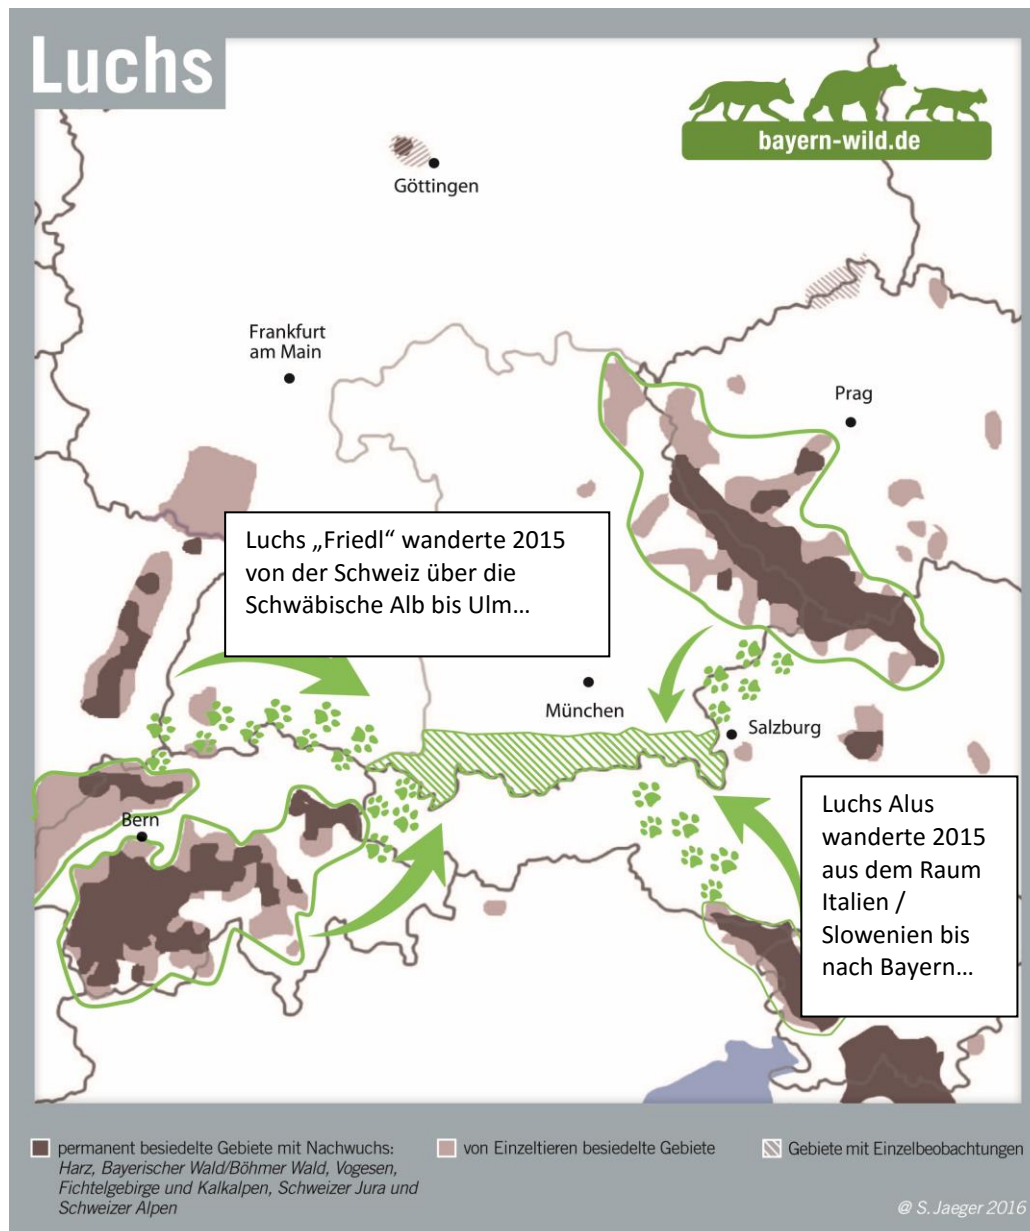 Luchs
bayern-wild.de
Göttingen
Frankfurt
am Main
Prag
Luchs „Friedl“ wanderte 2015
von der Schweiz über die
Schwäbische Alb bis Ulm...
München
Salzburg
Bern
Luchs Alus
wanderte 2015
aus dem Raum
Italien /
Slowenien bis
nach Bayern...
permanent besiedelte Gebiete mit Nachwuchs:
Harz, Bayerischer Wald/Böhmer Wald, Vogesen,
Fichtelgebirge und Kalkalpen, Schweizer Jura und
Schweizer Alpen
von Einzeltieren besiedelte Gebiete
Gebiete mit Einzelbeobachtungen
@ S. Jaeger 2016